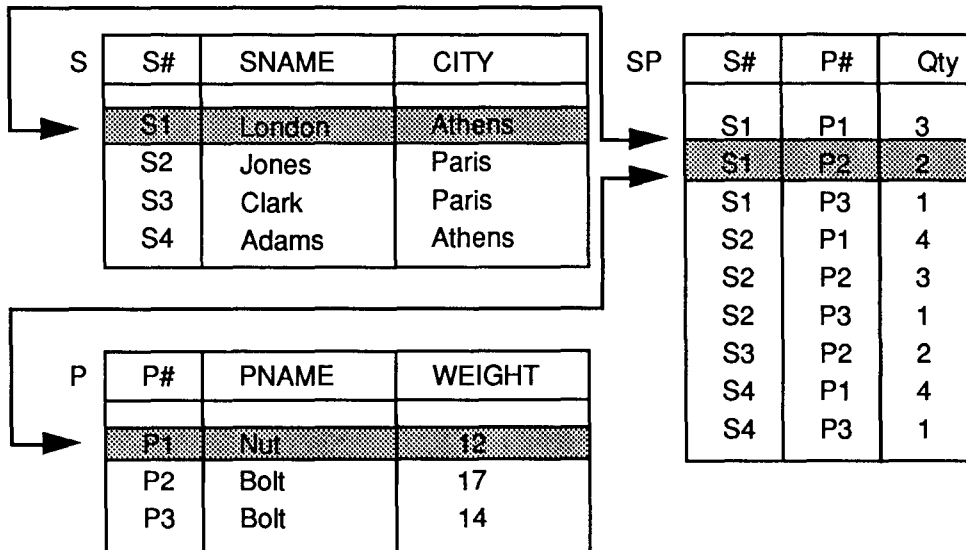 S S# SNAME CITY
S1 London Athens
S2 Jones Paris
S3 Clark Paris
S4 Adams Athens
SP S# P# Qty
S1 P1 3
S1 P2 2
S1 P3 1
S2 P1 4
S2 P2 3
S2 P3 1
S3 P2 2
S4 P1 4
S4 P3 1
P P# PNAME WEIGHT
P1 Nut 12
P2 Bolt 17
P3 Bolt 14